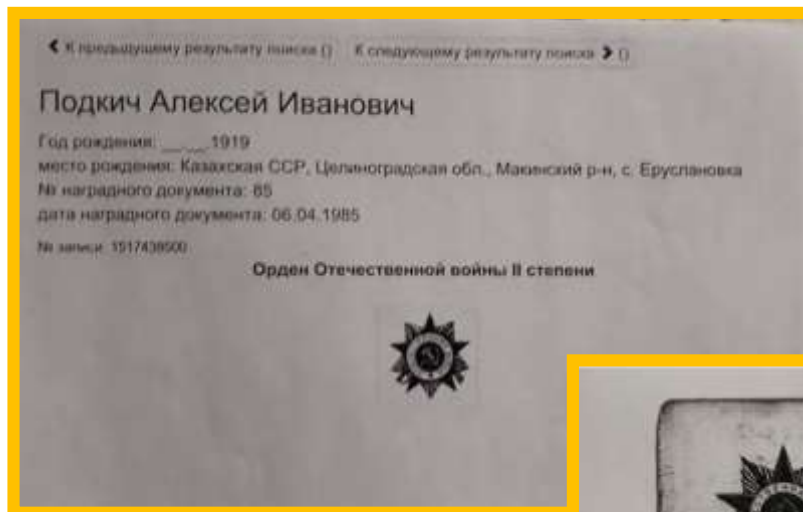 К предыдущему результату поиска () К следующему результату поиска ()
Подкич Алексей Иванович
Год рождения: __.__.1919
место рождения: Казахская ССР, Целиноградская обл., Макинский р-н, с. Еруслановка
№ наградного документа: 85
дата наградного документа: 06.04.1985
№ записи: 1517438500
Орден Отечественной войны II степени